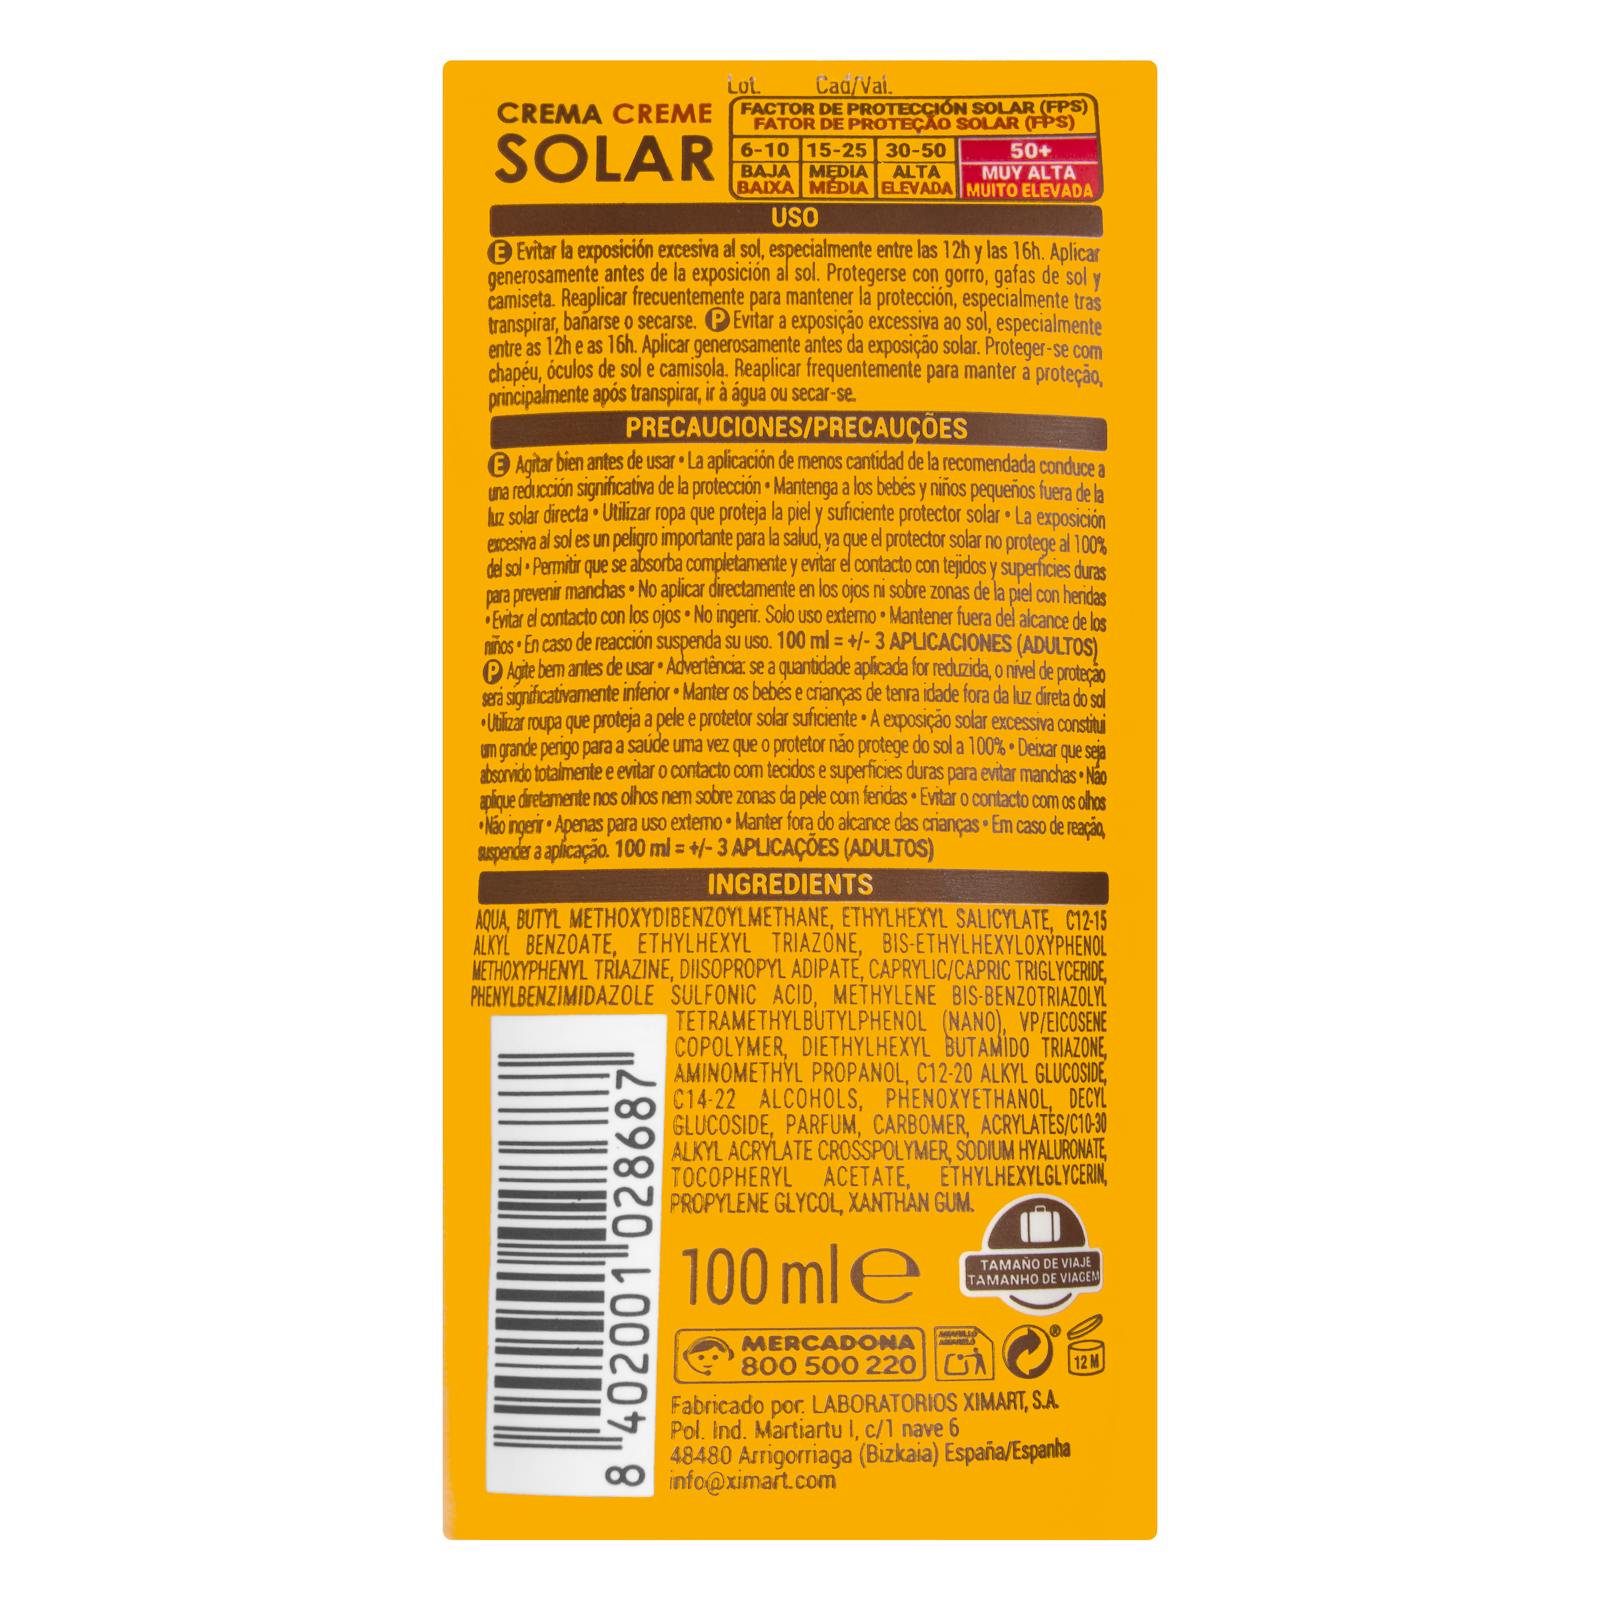 Lot. Cad/Val.
CREMA CREME
SOLAR
FACTOR DE PROTECCIÓN SOLAR (FPS)
FATOR DE PROTEÇÃO SOLAR (FPS)
6-10 15-25 30-50 50+
BAJA MEDIA ALTA MUY ALTA
BAIXA MÉDIA ELEVADA MUITO ELEVADA
USO
E Evitar la exposición excesiva al sol, especialmente entre las 12h y las 16h. Aplicar
generosamente antes de la exposición al sol. Protegerse con gorro, gafas de sol y
camiseta. Reaplicar frecuentemente para mantener la protección, especialmente tras
transpirar, bañarse o secarse. P Evitar a exposição excessiva ao sol, especialmente
entre as 12h e as 16h. Aplicar generosamente antes da exposição solar. Proteger-se com
chapéu, óculos de sol e camisola. Reaplicar frequentemente para manter a proteção,
principalmente após transpirar, ir à água ou secar-se.
PRECAUCIONES/PRECAUÇÕES
E Agitar bien antes de usar • La aplicación de menos cantidad de la recomendada conduce a
una reducción significativa de la protección • Mantenga a los bebés y niños pequeños fuera de la
luz solar directa • Utilizar ropa que proteja la piel y suficiente protector solar • La exposición
excesiva al sol es un peligro importante para la salud, ya que el protector solar no protege al 100%
del sol • Permitir que se absorba completamente y evitar el contacto con tejidos y superficies duras
para prevenir manchas • No aplicar directamente en los ojos ni sobre zonas de la piel con heridas
• Evitar el contacto con los ojos • No ingerir. Solo uso externo • Mantener fuera del alcance de los
niños • En caso de reacción suspenda su uso. 100 ml = +/- 3 APLICACIONES (ADULTOS)
P Agite bem antes de usar • Advertência: se a quantidade aplicada for reduzida, o nível de proteção
será significativamente inferior • Manter os bebés e crianças de tenra idade fora da luz direta do sol
• Utilizar roupa que proteja a pele e protetor solar suficiente • A exposição solar excessiva constitui
um grande perigo para a saúde uma vez que o protetor não protege do sol a 100% • Deixar que seja
absorvido totalmente e evitar o contacto com tecidos e superfícies duras para evitar manchas • Não
aplique diretamente nos olhos nem sobre zonas da pele com feridas • Evitar o contacto com os olhos
• Não ingerir • Apenas para uso externo • Manter fora do alcance das crianças • Em caso de reação,
suspender a aplicação. 100 ml = +/- 3 APLICAÇÕES (ADULTOS)
INGREDIENTS
AQUA, BUTYL METHOXYDIBENZOYLMETHANE, ETHYLHEXYL SALICYLATE, C12-15
ALKYL BENZOATE, ETHYLHEXYL TRIAZONE, BIS-ETHYLHEXYLOXYPHENOL
METHOXYPHENYL TRIAZINE, DIISOPROPYL ADIPATE, CAPRYLIC/CAPRIC TRIGLYCERIDE,
PHENYLBENZIMIDAZOLE SULFONIC ACID, METHYLENE BIS-BENZOTRIAZOLYL
TETRAMETHYLBUTYLPHENOL (NANO), VP/EICOSENE
COPOLYMER, DIETHYLHEXYL BUTAMIDO TRIAZONE,
AMINOMETHYL PROPANOL, C12-20 ALKYL GLUCOSIDE,
C14-22 ALCOHOLS, PHENOXYETHANOL, DECYL
GLUCOSIDE, PARFUM, CARBOMER, ACRYLATES/C10-30
ALKYL ACRYLATE CROSSPOLYMER, SODIUM HYALURONATE,
TOCOPHERYL ACETATE, ETHYLHEXYLGLYCERIN,
PROPYLENE GLYCOL, XANTHAN GUM.
8 402001 028687
100 ml e
TAMAÑO DE VIAJE
TAMANHO DE VIAGEM
MERCADONA
800 500 220
AMARILLO
AMARELO
®
12 M
Fabricado por: LABORATORIOS XIMART, S.A.
Pol. Ind. Martiartu I, c/1 nave 6
48480 Arrigorriaga (Bizkaia) España/Espanha
info@ximart.com